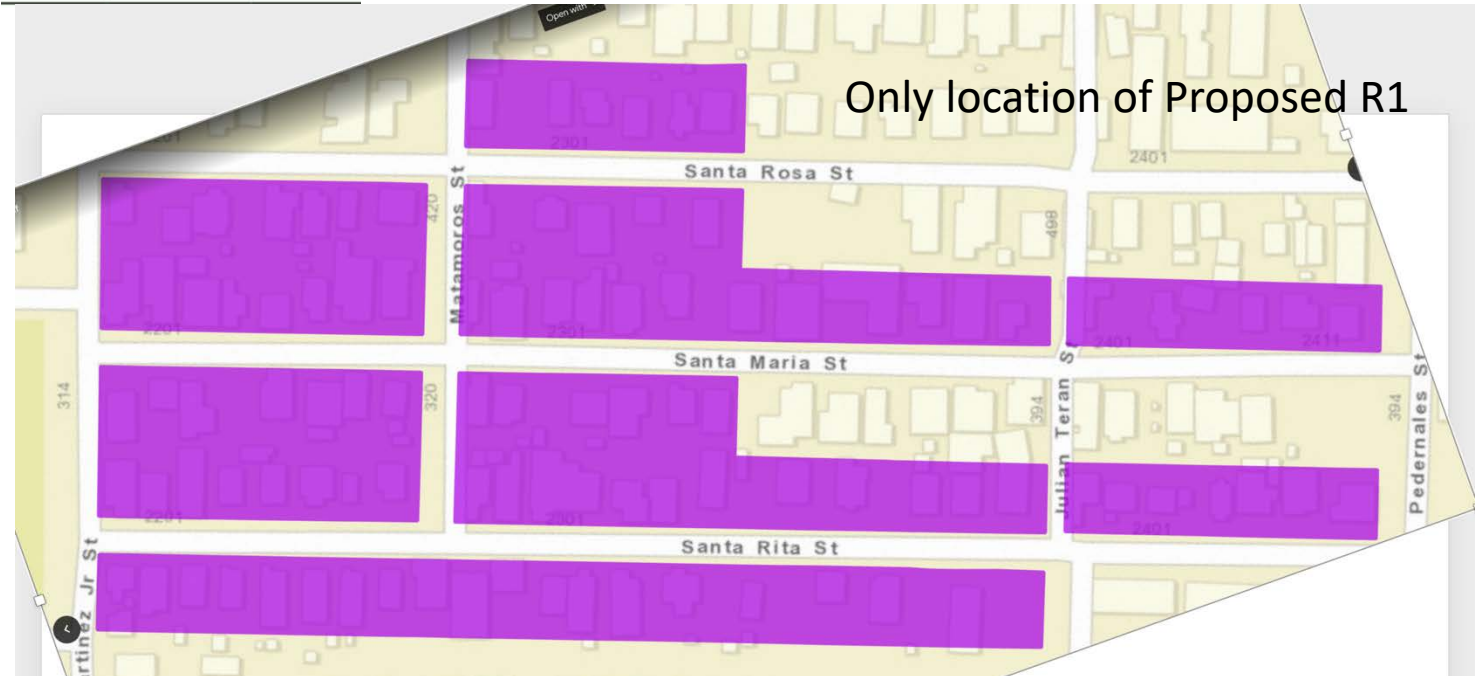 Open with
Only location of Proposed R1
2301
2401
Santa Rosa St
420
Matamoros St
498
2201
2301
2401
2411
Santa Maria St
314
320
394
Julian Teran St
394
Pedernales St
2201
2301
2401
Santa Rita St
artinez Jr St